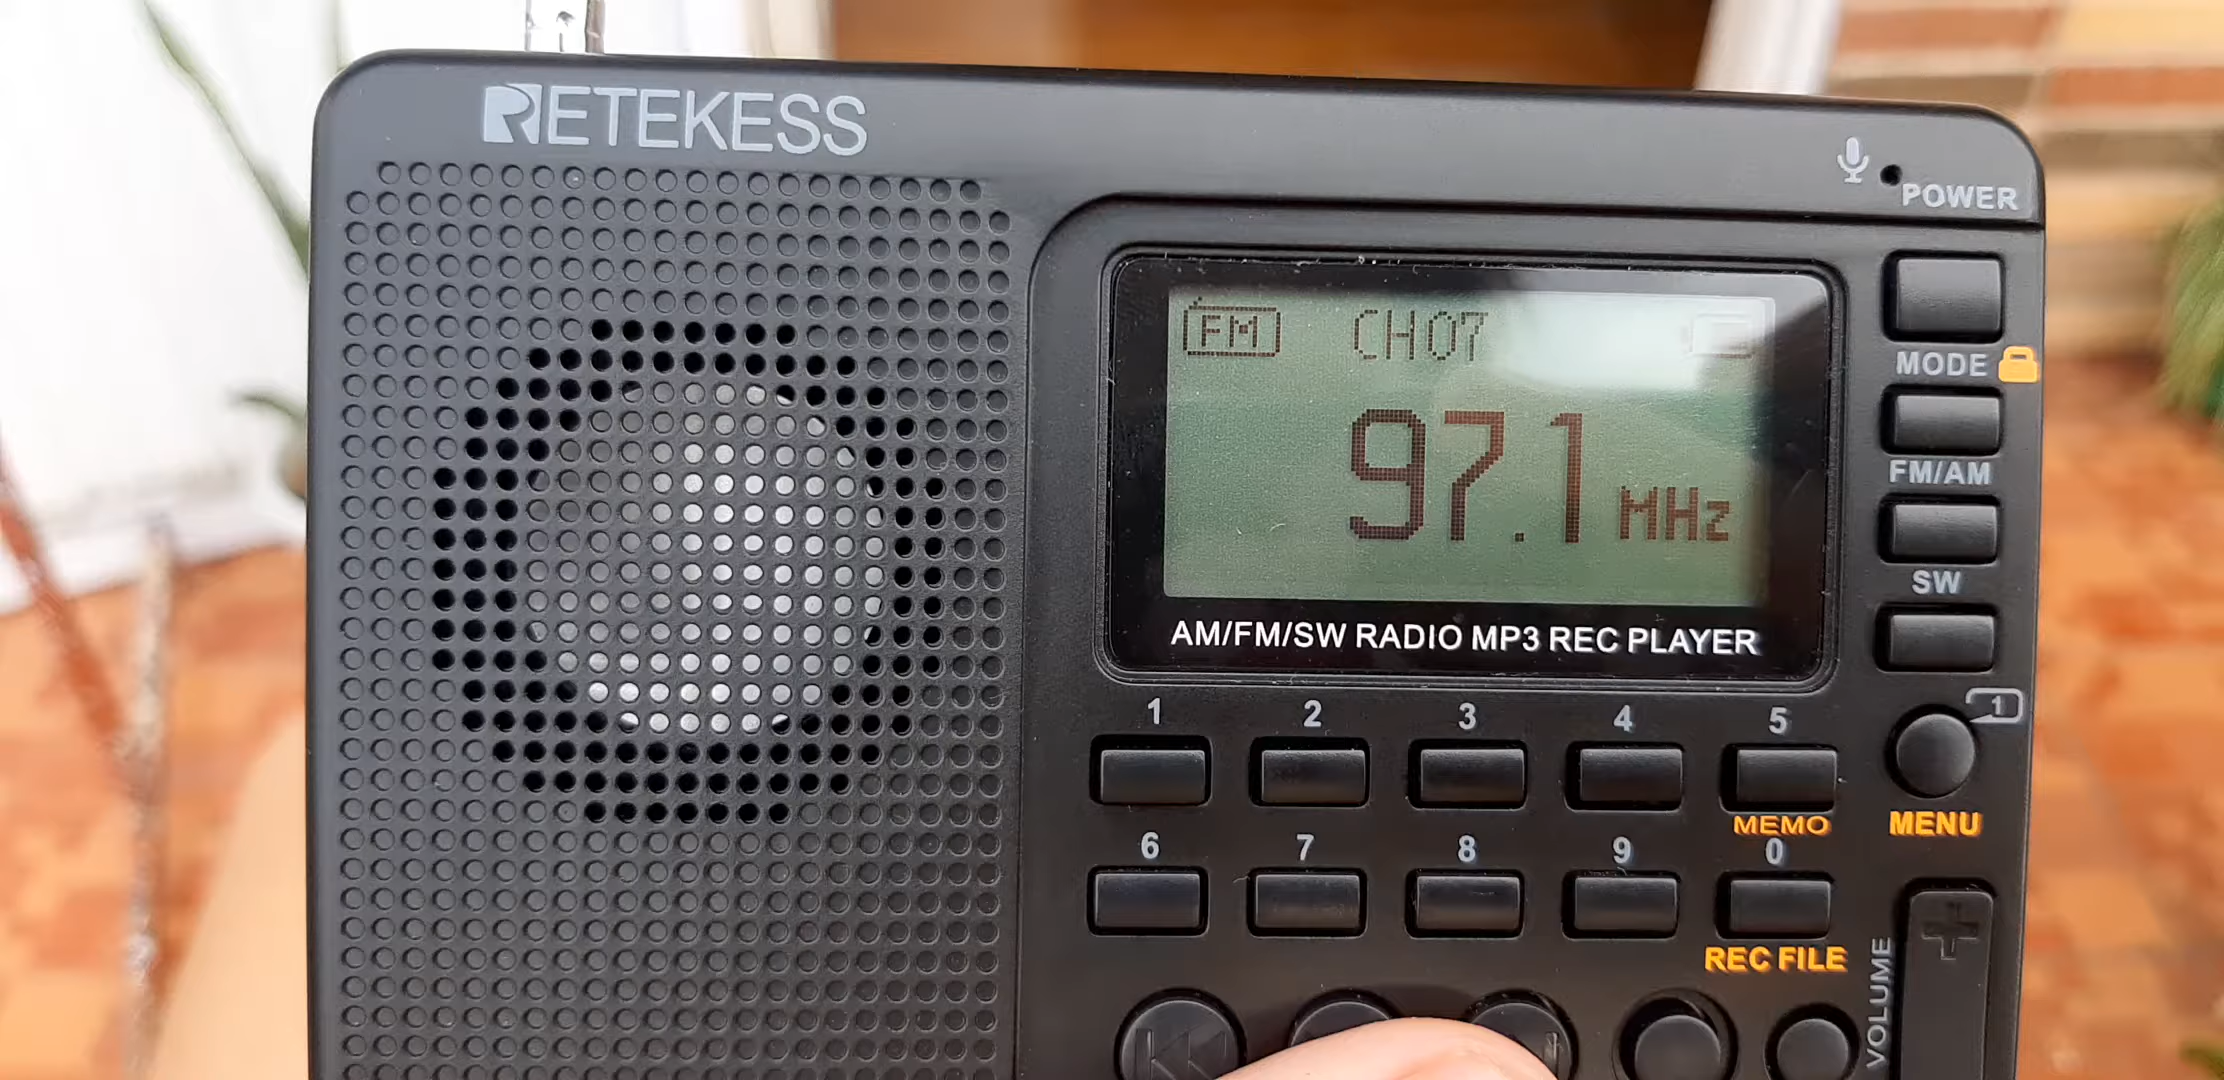 RETEKESS
POWER
FM CH07
97.1 MHz
AM/FM/SW RADIO MP3 REC PLAYER
MODE
FM/AM
SW
1
1 2 3 4 5
MEMO
MENU
6 7 8 9 0
REC FILE
VOLUME
+